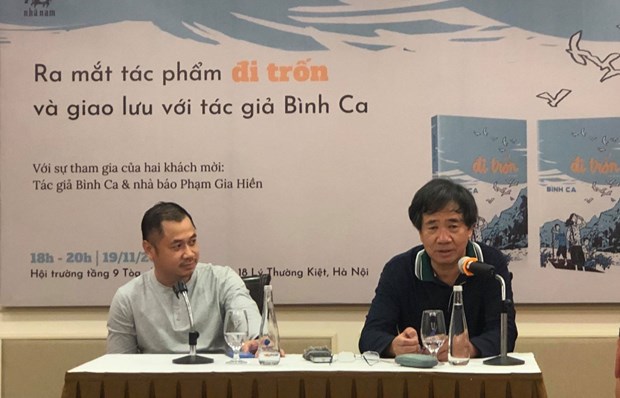 nhã nam
Ra mắt tác phẩm đi trốn
và giao lưu với tác giả Bình Ca
Với sự tham gia của hai khách mời:
Tác giả Bình Ca & nhà báo Phạm Gia Hiền
18h - 20h | 19/11/2
Hội trường tầng 9 Tòa
18 Lý Thường Kiệt, Hà Nội
đi trốn
BÌNH CA
đi trốn
BÌNH CA